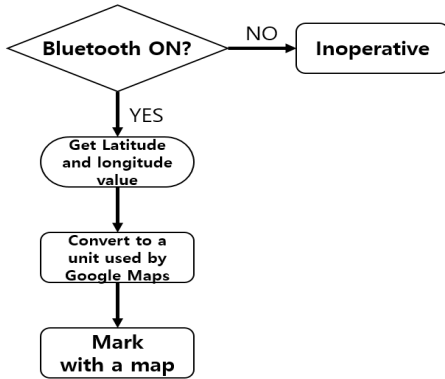 Bluetooth ON?
NO
Inoperative
YES
Get Latitude
and longitude
value
Convert to a
unit used by
Google Maps
Mark
with a map